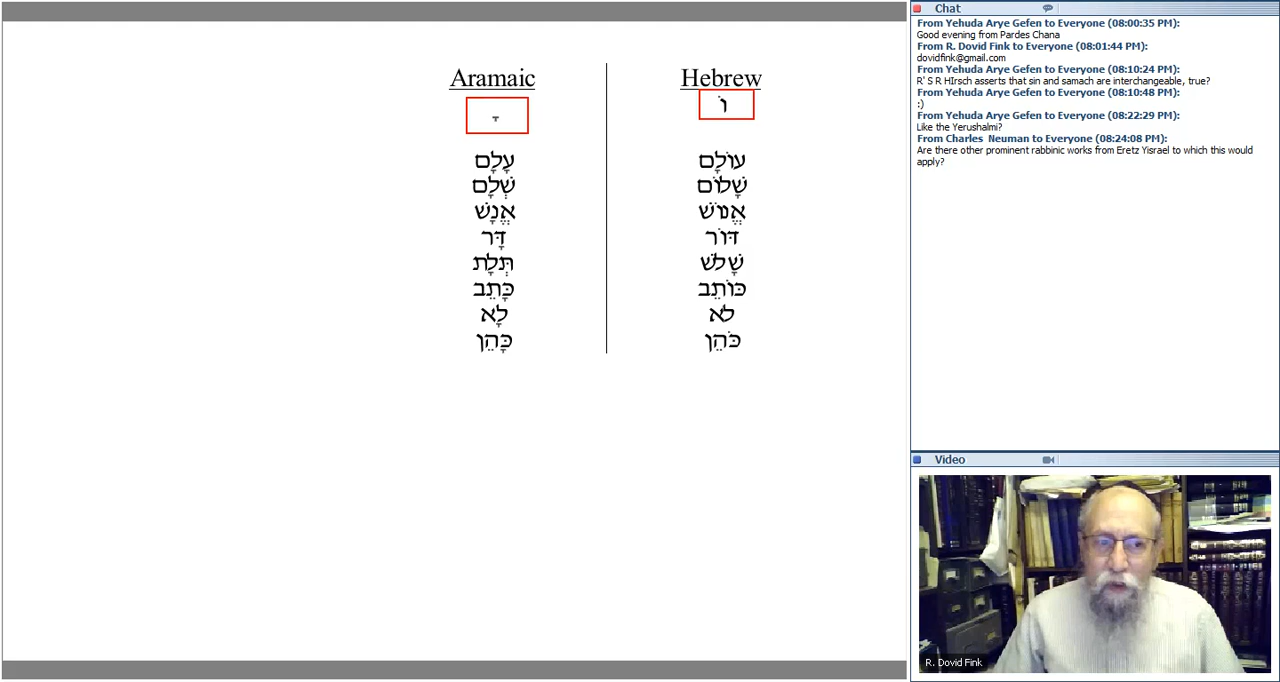 Aramaic
Hebrew
ָ
וֹ
עָלָם
עוֹלָם
שְׁלָם
שָׁלוֹם
אֱנָשׁ
אֱנוֹשׁ
דָּר
דּוֹר
תְּלָת
שָׁלֹשׁ
כָּתֵב
כּוֹתֵב
לָא
לֹא
כָּהֵן
כֹּהֵן
Chat
From Yehuda Arye Gefen to Everyone (08:00:35 PM):
Good evening from Pardes Chana
From R. Dovid Fink to Everyone (08:01:44 PM):
dovidfink@gmail.com
From Yehuda Arye Gefen to Everyone (08:10:24 PM):
R' S R HIrsch asserts that sin and samach are interchangeable, true?
From Yehuda Arye Gefen to Everyone (08:10:48 PM):
:)
From Yehuda Arye Gefen to Everyone (08:22:29 PM):
Like the Yerushalmi?
From Charles Neuman to Everyone (08:24:08 PM):
Are there other prominent rabbinic works from Eretz Yisrael to which this would
apply?
Video
R. Dovid Fink